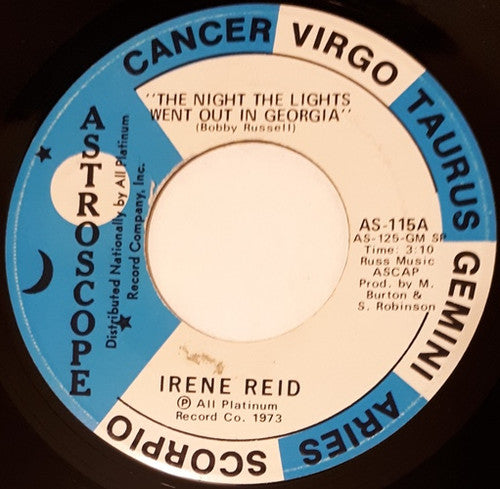 CANCER VIRGO TAURUS GEMINI ARIES SCORPIO
ASTROSCOPE
Distributed Nationally by All Platinum
Record Company, Inc.
"THE NIGHT THE LIGHTS
WENT OUT IN GEORGIA"
(Bobby Russell)
AS-115A
AS-125-GM SP
Time: 3:10
Russ Music
ASCAP
Prod. by M.
Burton &
S. Robinson
IRENE REID
Ⓟ All Platinum
Record Co. 1973